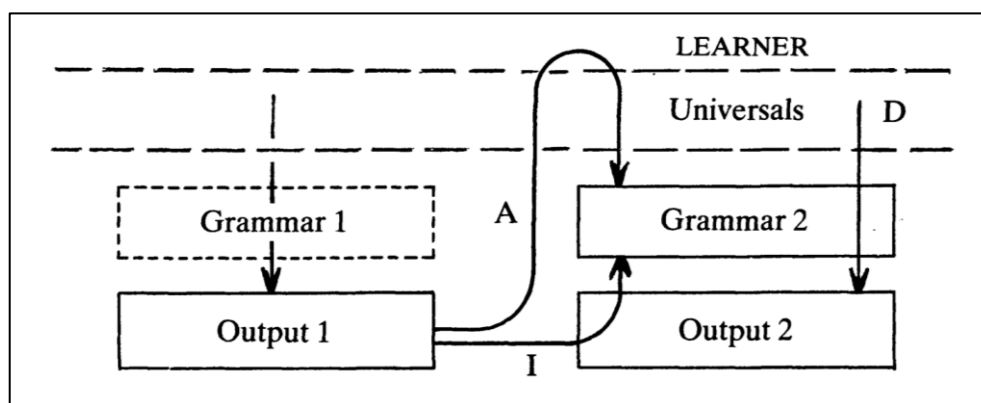 LEARNER
Universals D
A
Grammar 1 Grammar 2
Output 1 Output 2
I